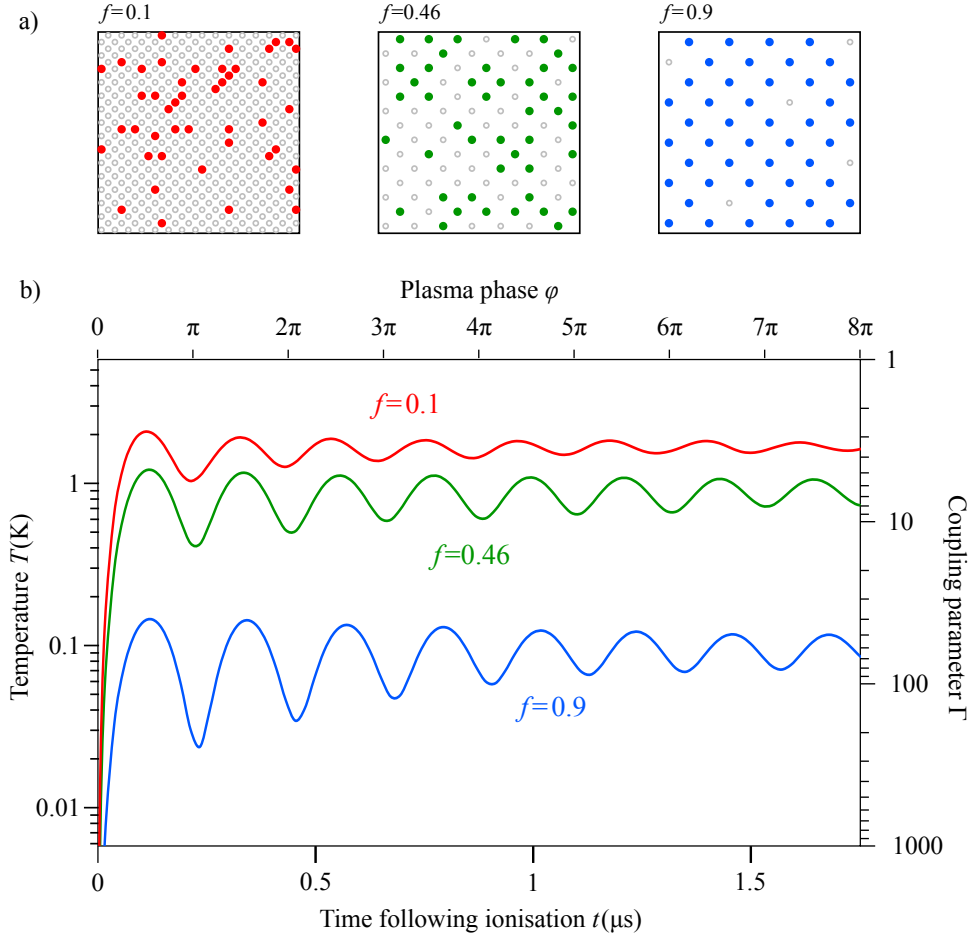 a)
f=0.1
f=0.46
f=0.9
b)
Plasma phase φ
0 π 2π 3π 4π 5π 6π 7π 8π
Temperature T(K)
1
0.1
0.01
f=0.1
f=0.46
f=0.9
1
10
100
1000
Coupling parameter Γ
0 0.5 1 1.5
Time following ionisation t(μs)